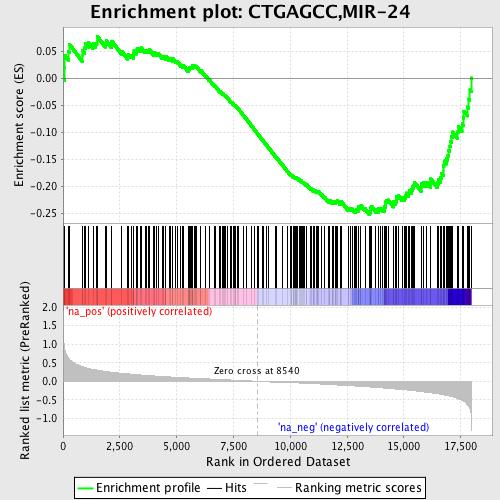 Enrichment plot: CTGAGCC,MIR-24
Enrichment score (ES)
0.05
0.00
-0.05
-0.10
-0.15
-0.20
-0.25
'na_pos' (positively correlated)
Zero cross at 8540
'na_neg' (negatively correlated)
Ranked list metric (PreRanked)
2.0
1.5
1.0
0.5
0.0
-0.5
-1.0
0
2,500
5,000
7,500
10,000
12,500
15,000
17,500
Rank in Ordered Dataset
Enrichment profile
Hits
Ranking metric scores